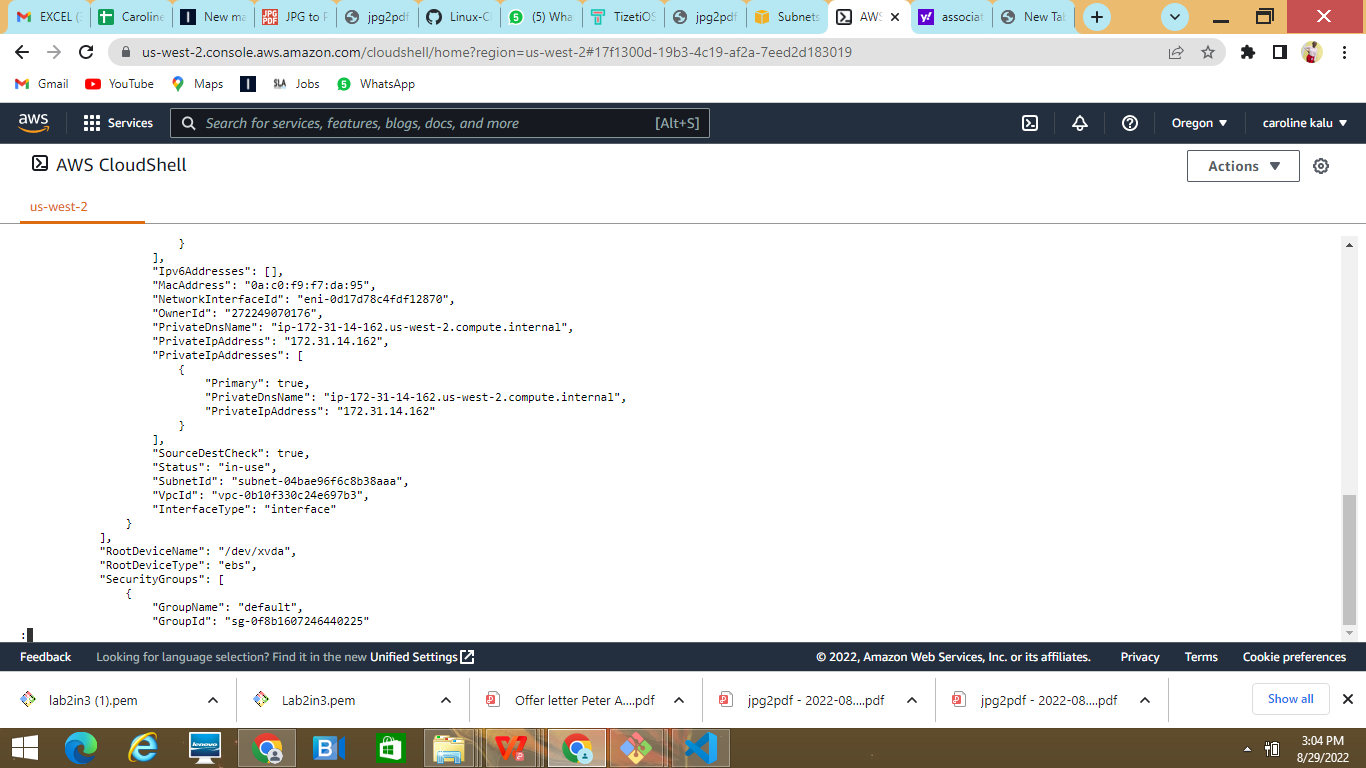 EXCEL (2
Caroline
New ma
JPG to P
jpg2pdf
Linux-Cl
(5) Wha
TizetiOS
jpg2pdf
Subnets
AWS
associat
New Tab
us-west-2.console.aws.amazon.com/cloudshell/home?region=us-west-2#17f1300d-19b3-4c19-af2a-7eed2d183019
Gmail YouTube Maps SLA Jobs WhatsApp
aws Services Search for services, features, blogs, docs, and more [Alt+S] Oregon caroline kalu
AWS CloudShell Actions
us-west-2
}
],
"Ipv6Addresses": [],
"MacAddress": "0a:c0:f9:f7:da:95",
"NetworkInterfaceId": "eni-0d17d78c4fdf12870",
"OwnerId": "272249070176",
"PrivateDnsName": "ip-172-31-14-162.us-west-2.compute.internal",
"PrivateIpAddress": "172.31.14.162",
"PrivateIpAddresses": [
{
"Primary": true,
"PrivateDnsName": "ip-172-31-14-162.us-west-2.compute.internal",
"PrivateIpAddress": "172.31.14.162"
}
],
"SourceDestCheck": true,
"Status": "in-use",
"SubnetId": "subnet-04bae96f6c8b38aaa",
"VpcId": "vpc-0b10f330c24e697b3",
"InterfaceType": "interface"
}
],
"RootDeviceName": "/dev/xvda",
"RootDeviceType": "ebs",
"SecurityGroups": [
{
"GroupName": "default",
"GroupId": "sg-0f8b1607246440225"
:
Feedback Looking for language selection? Find it in the new Unified Settings © 2022, Amazon Web Services, Inc. or its affiliates. Privacy Terms Cookie preferences
lab2in3 (1).pem Lab2in3.pem Offer letter Peter A....pdf jpg2pdf - 2022-08....pdf jpg2pdf - 2022-08....pdf Show all
lenovo
3:04 PM
8/29/2022